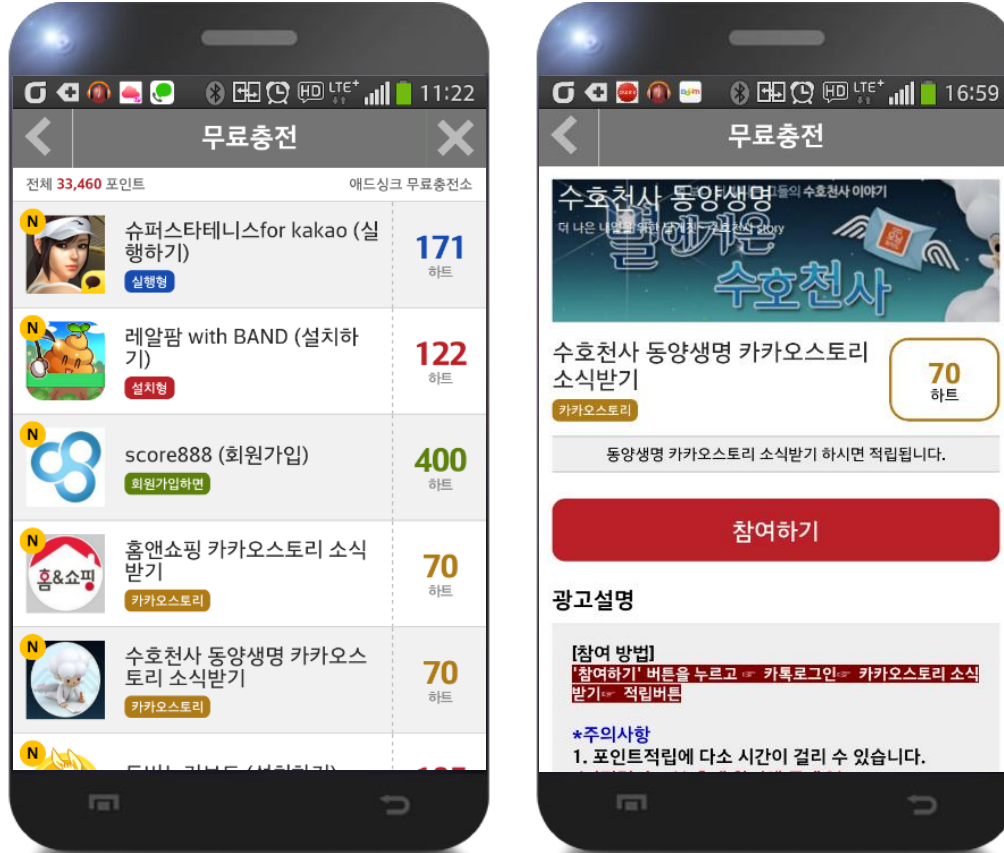 11:22
무료충전
전체 33,460 포인트
애드싱크 무료충전소
N
슈퍼스타테니스for kakao (실
행하기)
실행형
171
하트
N
레알팜 with BAND (설치하
기)
설치형
122
하트
N
score888 (회원가입)
회원가입하면
400
하트
N
홈&쇼핑
홈앤쇼핑 카카오스토리 소식
받기
카카오스토리
70
하트
N
수호천사 동양생명 카카오스
토리 소식받기
카카오스토리
70
하트
N
HD LTE+
16:59
무료충전
수호천사 동양생명
수호천사 이야기
수호천사
수호천사 동양생명 카카오스토리
소식받기
카카오스토리
70
하트
동양생명 카카오스토리 소식받기 하시면 적립됩니다.
참여하기
광고설명
[참여 방법]
'참여하기' 버튼을 누르고 ☞ 카톡로그인☞ 카카오스토리 소식
받기☞ 적립버튼
*주의사항
1. 포인트적립에 다소 시간이 걸리 수 있습니다.